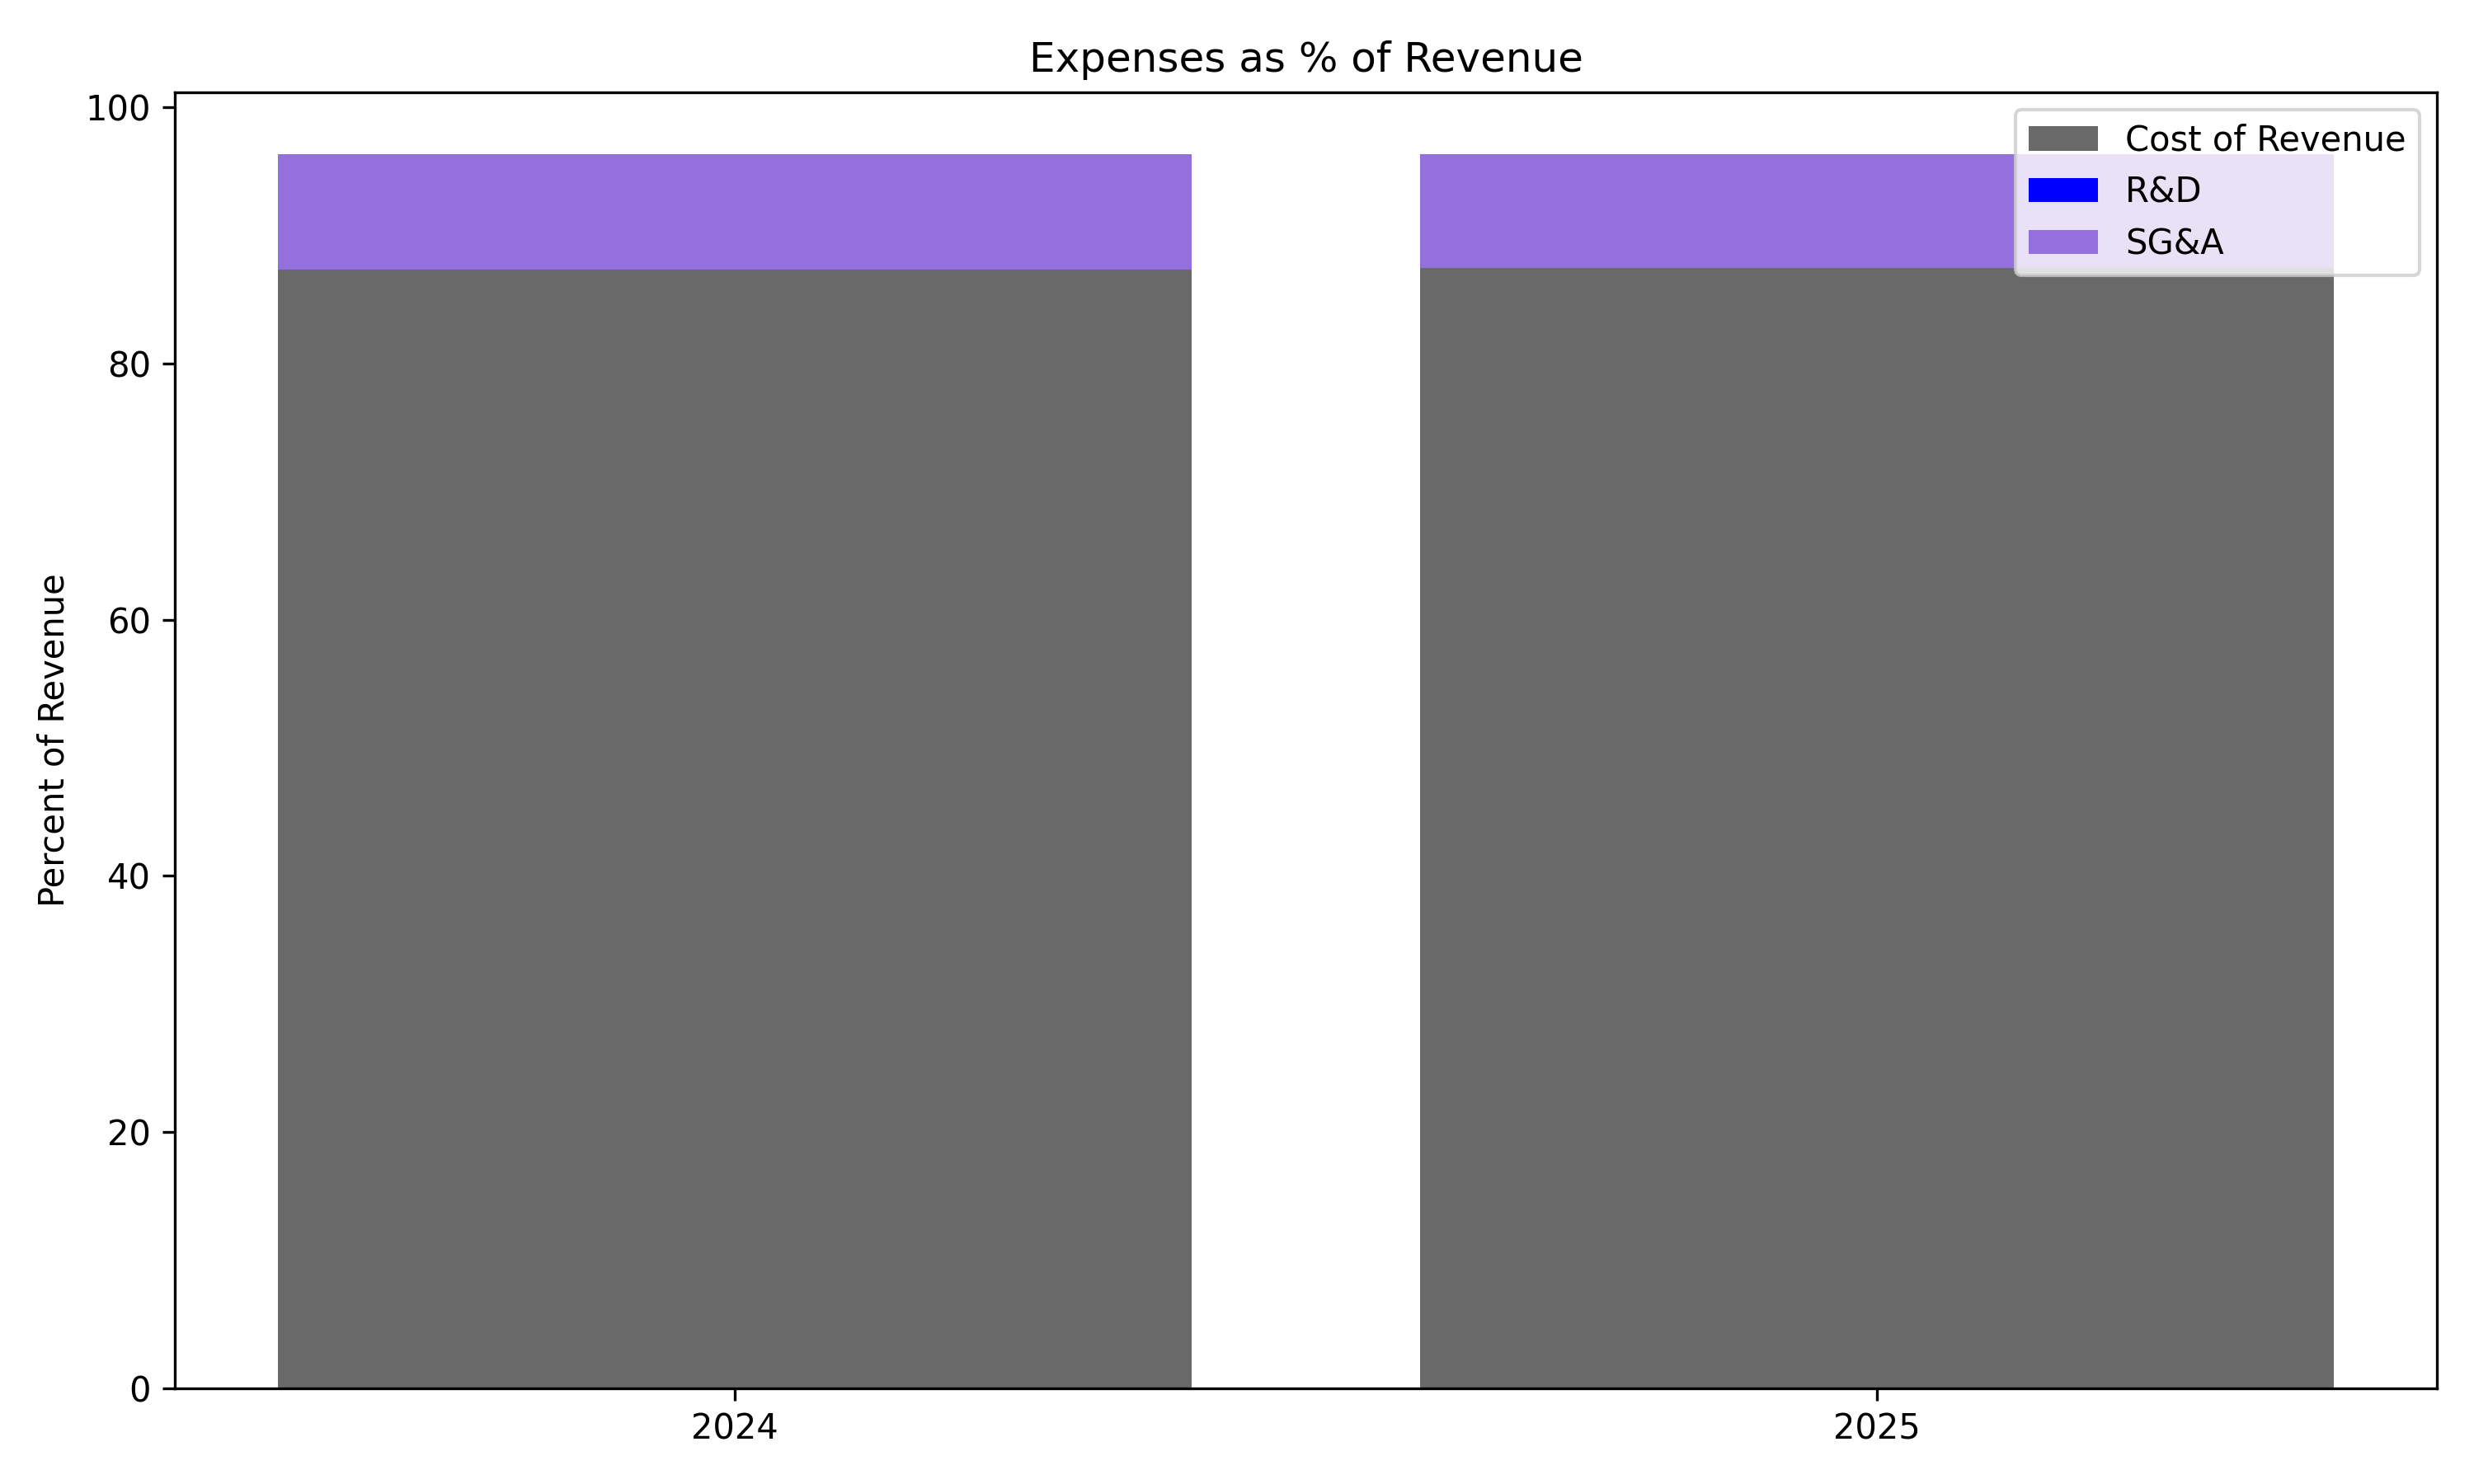 Expenses as % of Revenue
Percent of Revenue
100
80
60
40
20
0
2024
2025
Cost of Revenue
R&D
SG&A